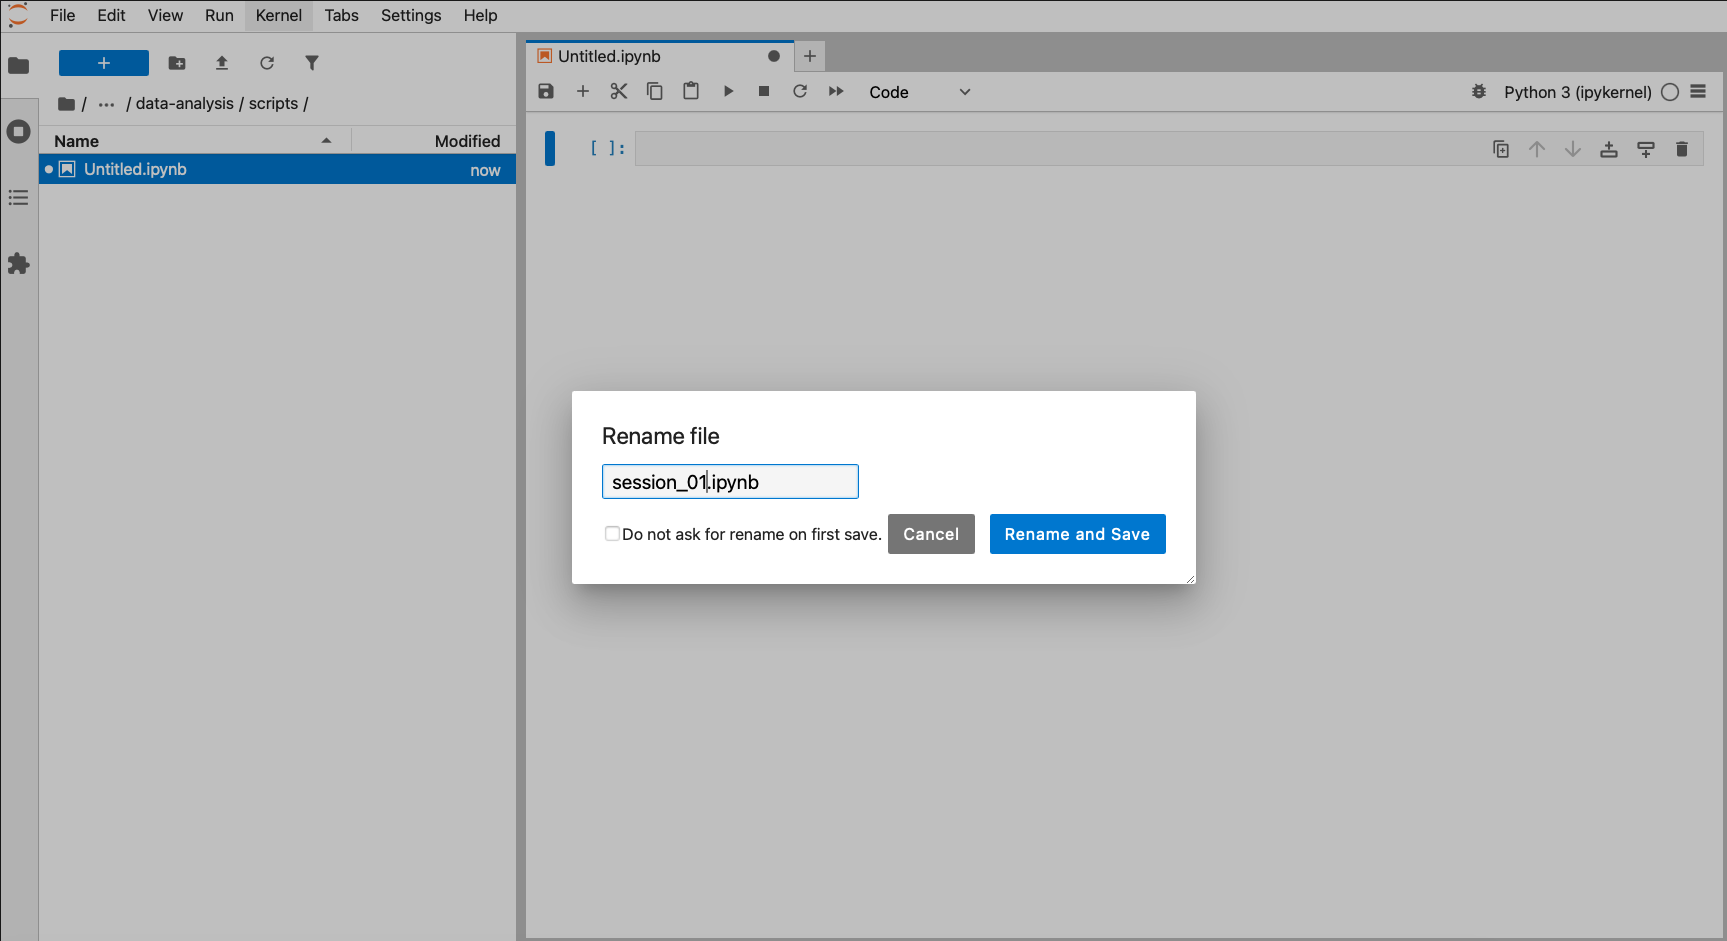 File Edit View Run Kernel Tabs Settings Help
/ ... / data-analysis / scripts /
Name Modified
Untitled.ipynb now
Untitled.ipynb
Code Python 3 (ipykernel)
[ ]:
Rename file
session_01.ipynb
Do not ask for rename on first save. Cancel Rename and Save